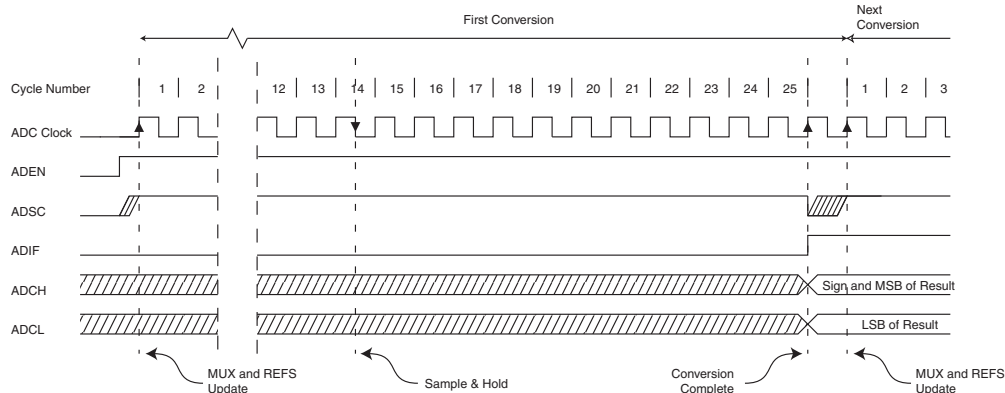 First Conversion
Next
Conversion
Cycle Number 1 2 12 13 14 15 16 17 18 19 20 21 22 23 24 25 1 2 3
ADC Clock
ADEN
ADSC
ADIF
ADCH
Sign and MSB of Result
ADCL
LSB of Result
MUX and REFS
Update
Sample & Hold
Conversion
Complete
MUX and REFS
Update